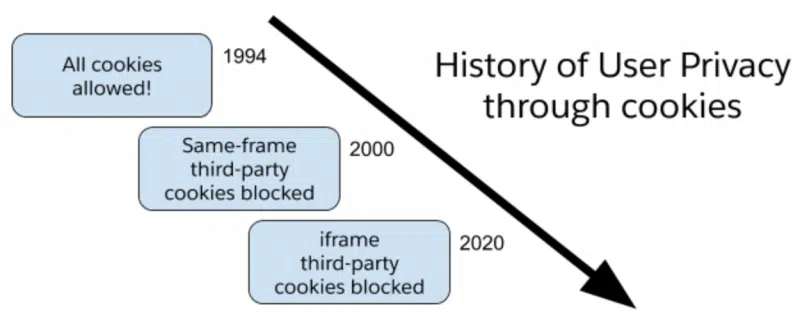 All cookies
allowed!
1994
History of User Privacy
through cookies
Same-frame
third-party
cookies blocked
2000
iframe
third-party
cookies blocked
2020